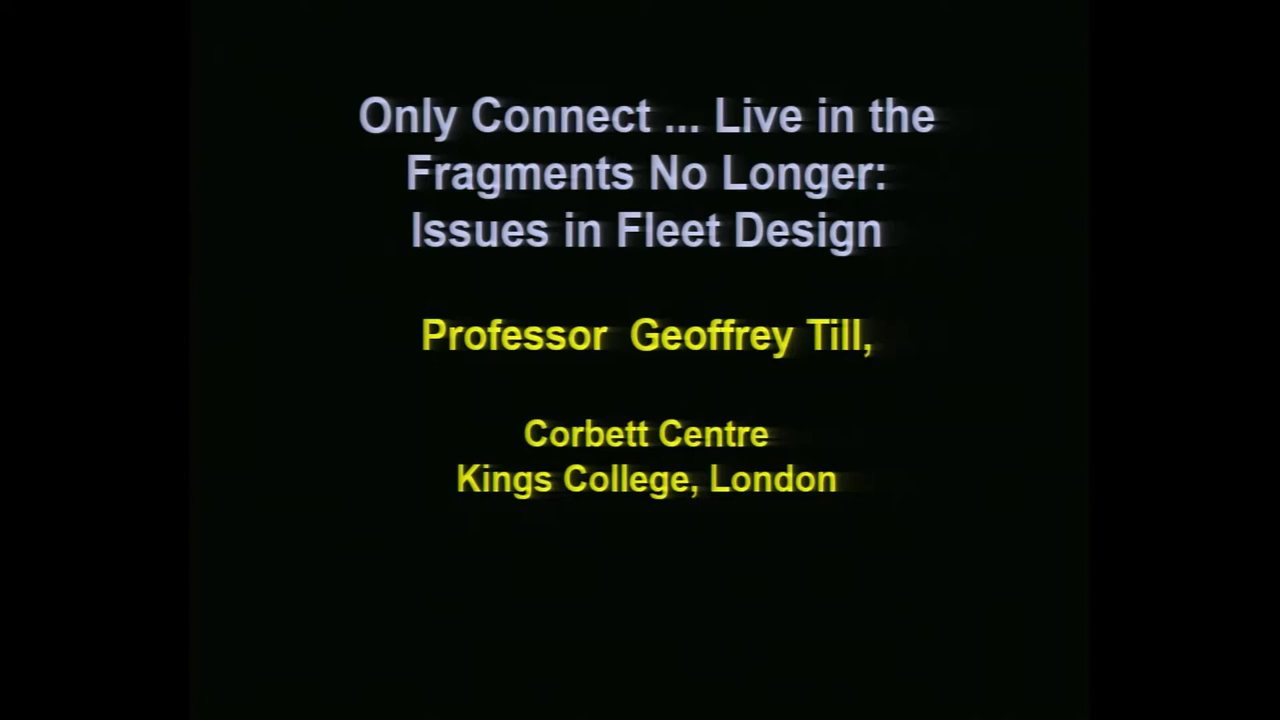 Only Connect ... Live in the
Fragments No Longer:
Issues in Fleet Design
Professor Geoffrey Till,
Corbett Centre
Kings College, London